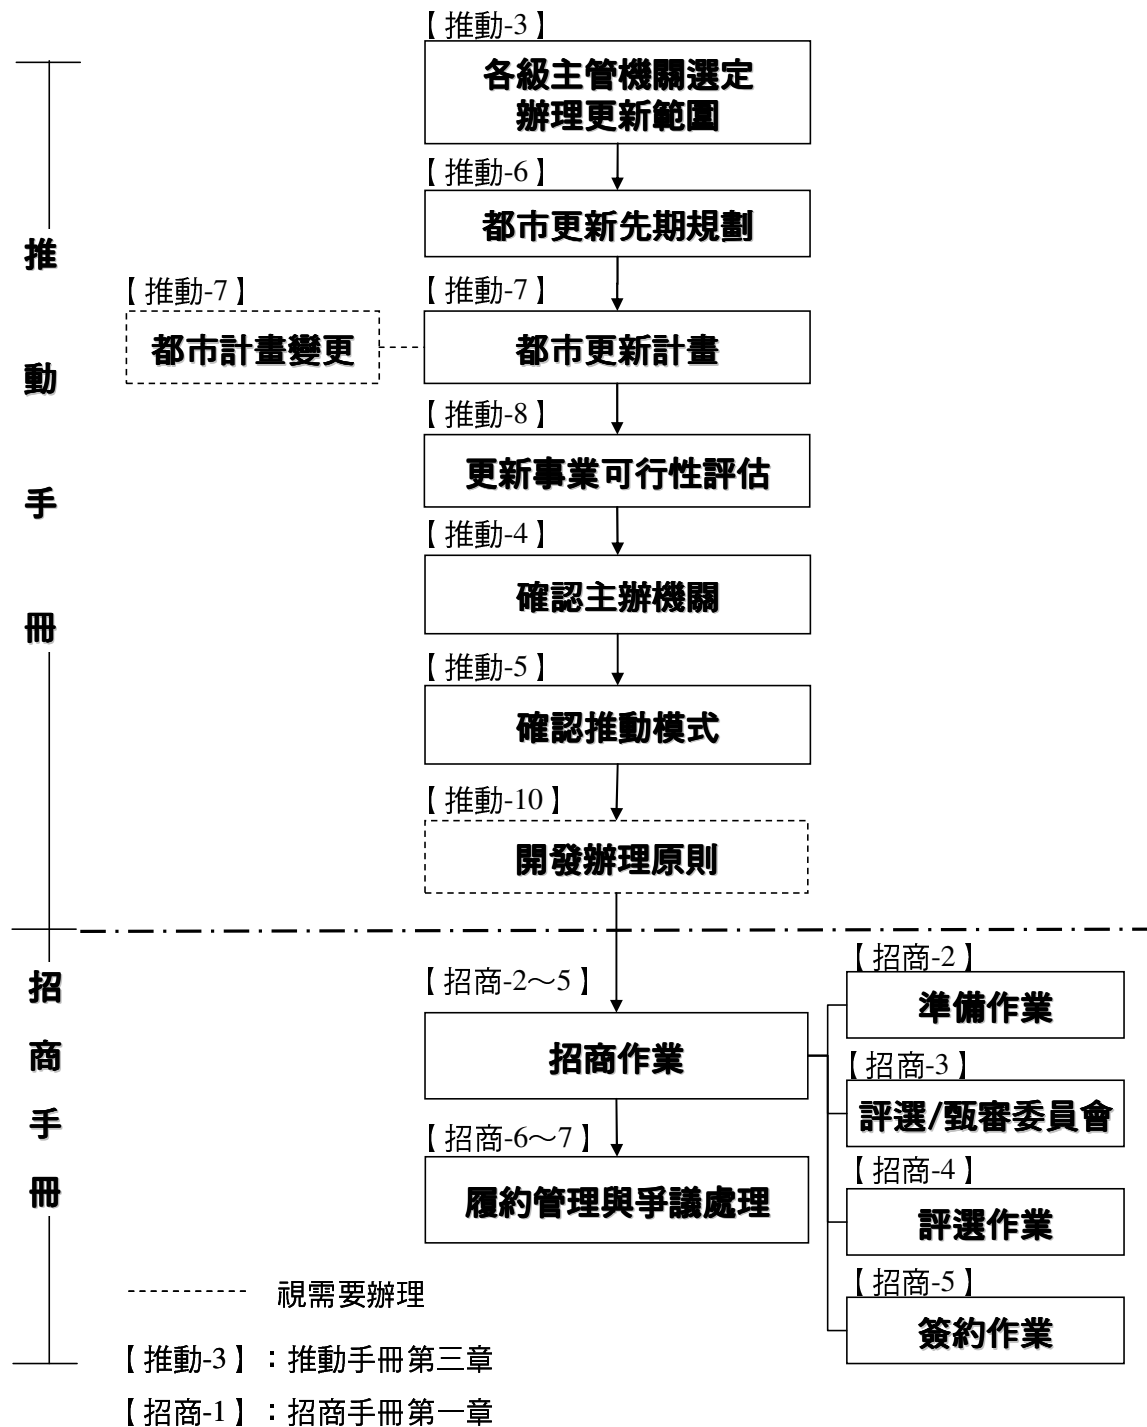 【推動-3】
各級主管機關選定
辦理更新範圍
【推動-6】
都市更新先期規劃
【推動-7】
都市計畫變更
【推動-7】
都市更新計畫
【推動-8】
更新事業可行性評估
【推動-4】
確認主辦機關
【推動-5】
確認推動模式
【推動-10】
開發辦理原則
推動手冊
【招商-2～5】
招商作業
【招商-2】
準備作業
【招商-3】
評選/甄審委員會
【招商-4】
評選作業
【招商-5】
簽約作業
【招商-6～7】
履約管理與爭議處理
招商手冊
視需要辦理
【推動-3】：推動手冊第三章
【招商-1】：招商手冊第一章